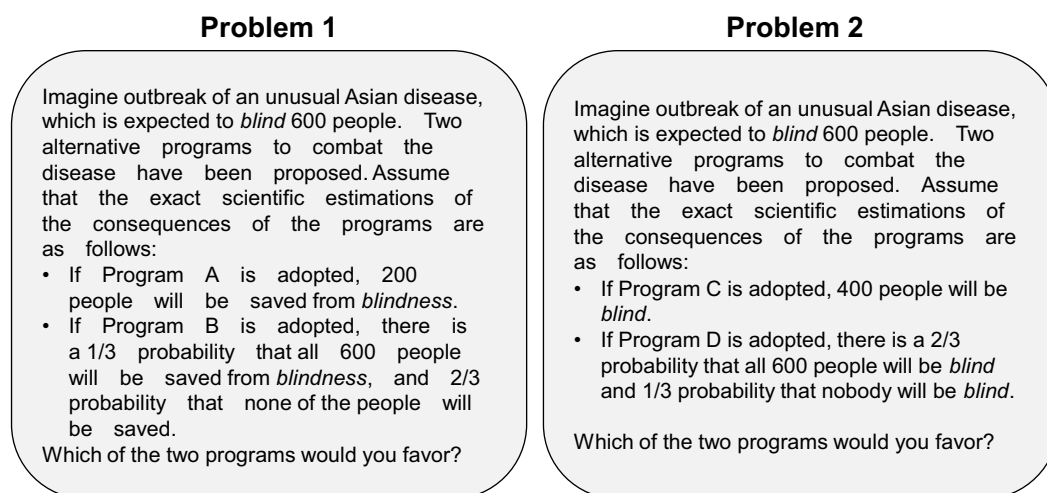 Problem 1
Imagine outbreak of an unusual Asian disease,
which is expected to blind 600 people. Two
alternative programs to combat the
disease have been proposed. Assume
that the exact scientific estimations of
the consequences of the programs are
as follows:
• If Program A is adopted, 200
people will be saved from blindness.
• If Program B is adopted, there is
a 1/3 probability that all 600 people
will be saved from blindness, and 2/3
probability that none of the people will
be saved.
Which of the two programs would you favor?
Problem 2
Imagine outbreak of an unusual Asian disease,
which is expected to blind 600 people. Two
alternative programs to combat the
disease have been proposed. Assume
that the exact scientific estimations of
the consequences of the programs are
as follows:
• If Program C is adopted, 400 people will be
blind.
• If Program D is adopted, there is a 2/3
probability that all 600 people will be blind
and 1/3 probability that nobody will be blind.
Which of the two programs would you favor?